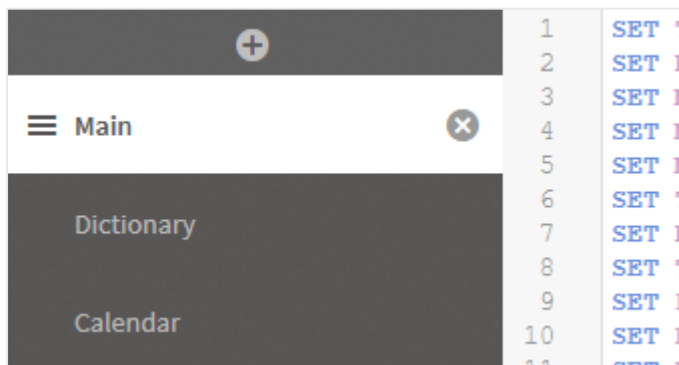 Main
Dictionary
Calendar
1 SET
2 SET
3 SET
4 SET
5 SET
6 SET
7 SET
8 SET
9 SET
10 SET